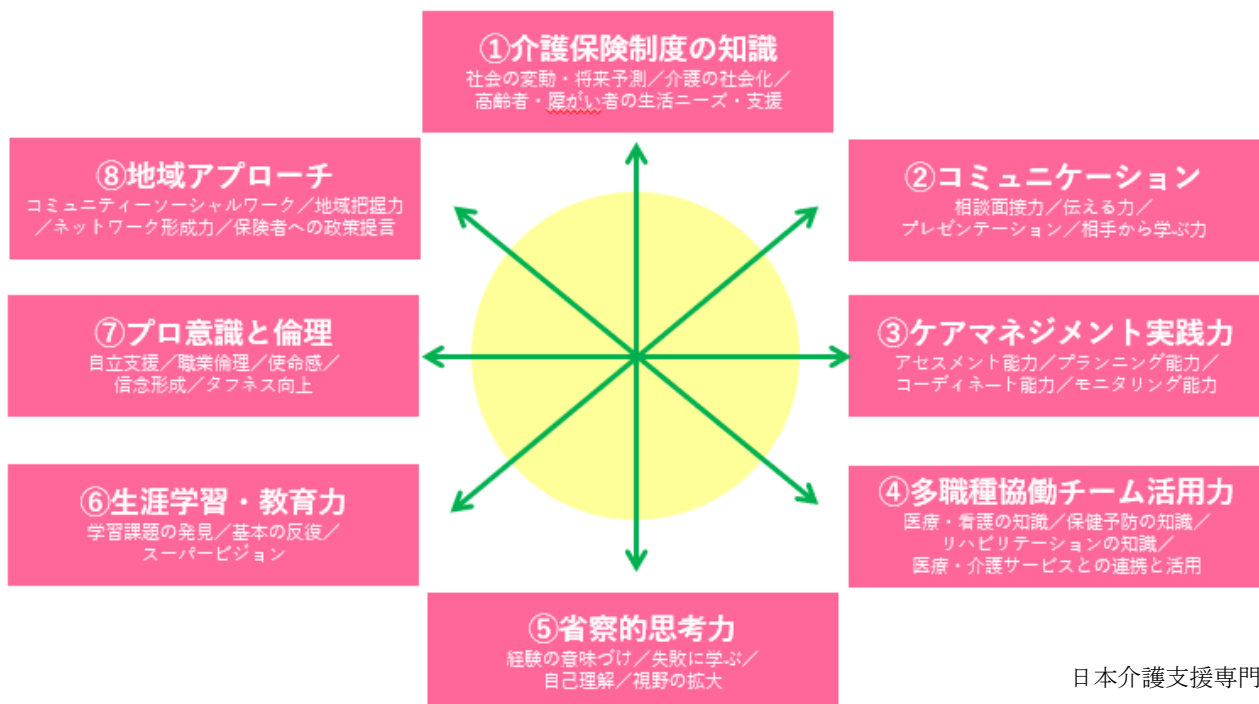 ①介護保険制度の知識
社会の変動・将来予測／介護の社会化／
高齢者・障がい者の生活ニーズ・支援
②コミュニケーション
相談面接力／伝える力／
プレゼンテーション／相手から学ぶ力
③ケアマネジメント実践力
アセスメント能力／プランニング能力／
コーディネート能力／モニタリング能力
④多職種協働チーム活用力
医療・看護の知識／保健予防の知識／
リハビリテーションの知識／
医療・介護サービスとの連携と活用
⑤省察的思考力
経験の意味づけ／失敗に学ぶ／
自己理解／視野の拡大
⑥生涯学習・教育力
学習課題の発見／基本の反復／
スーパービジョン
⑦プロ意識と倫理
自立支援／職業倫理／使命感／
信念形成／タフネス向上
⑧地域アプローチ
コミュニティーソーシャルワーク／地域把握力
／ネットワーク形成力／保険者への政策提言
日本介護支援専門